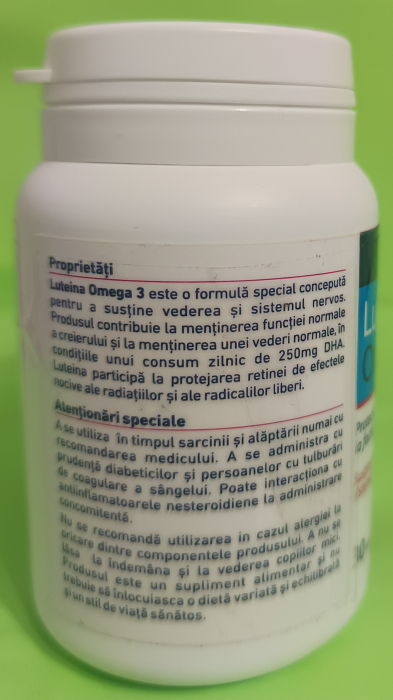 Proprietăți
Luteina Omega 3 este o formulă special concepută
pentru a susține vederea și sistemul nervos.
Produsul contribuie la menținerea funcției normale
a creierului și la menținerea unei vederi normale, în
condițiile unui consum zilnic de 250mg DHA.
Luteina participă la protejarea retinei de efectele
nocive ale radiațiilor și ale radicalilor liberi.
Atenționări speciale
A se utiliza în timpul sarcinii și alăptării numai cu
recomandarea medicului. A se administra cu
prudență diabeticilor și persoanelor cu tulburări
de coagulare a sângelui. Poate interacționa cu
antiinflamatoarele nesteroidiene la administrare
concomitentă.
Nu se recomandă utilizarea in cazul alergiei la
oricare dintre componentele produsului. A nu se
lăsa la îndemâna și la vederea copiilor mici.
Produsul este un supliment alimentar și nu
trebuie să înlocuiasca o dietă variată și echilibrată
și un stil de viață sănătos.